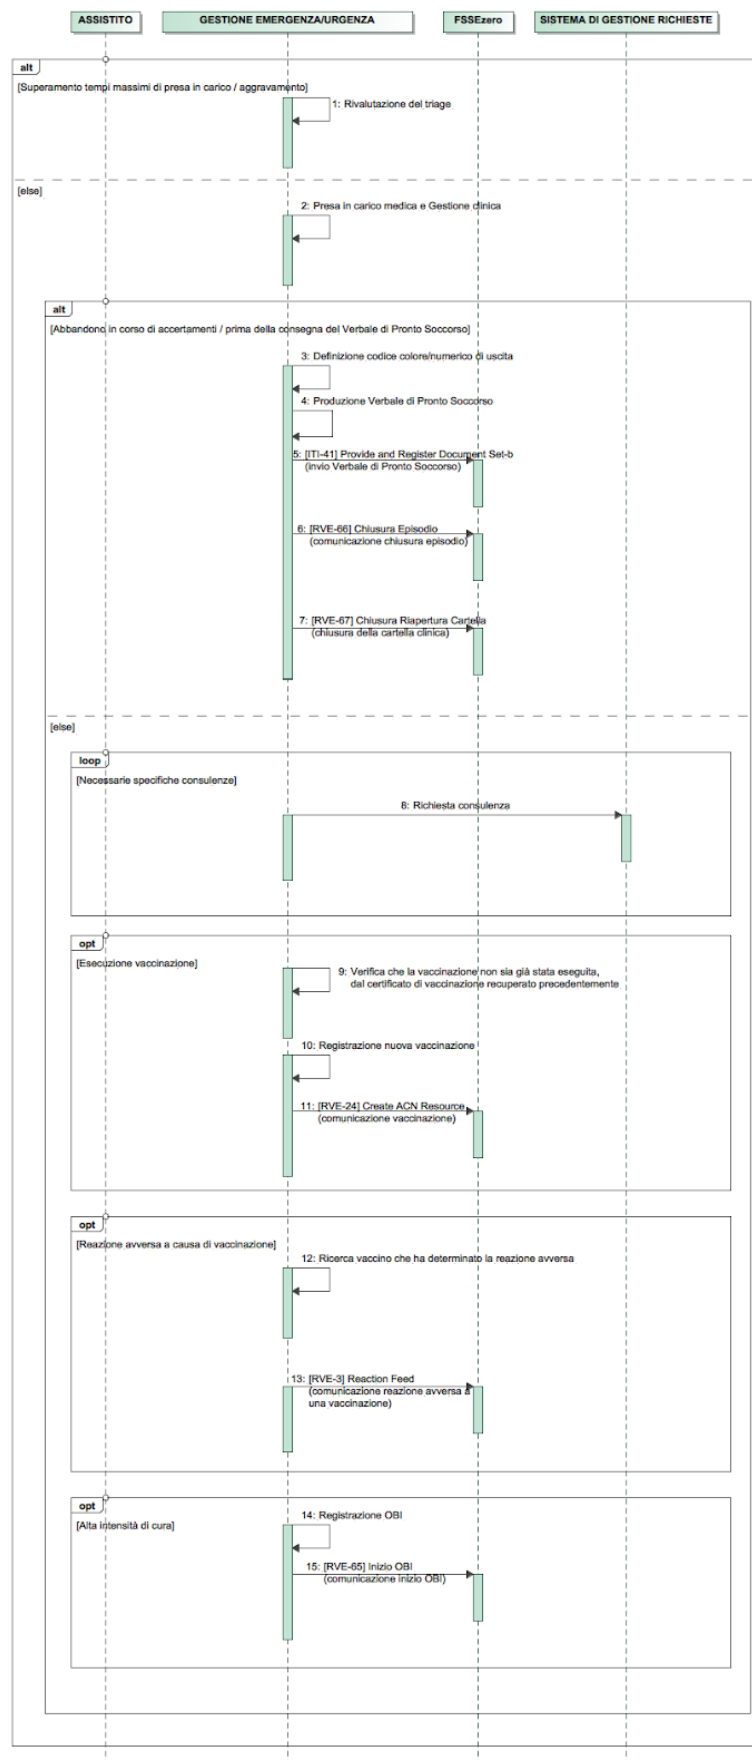 ASSISTITO
GESTIONE EMERGENZA/URGENZA
FSSEzero
SISTEMA DI GESTIONE RICHIESTE
alt
[Superamento tempi massimi di presa in carico / aggravamento]
1: Rivalutazione del triage
[else]
2: Presa in carico medica e Gestione clinica
alt
[Abbandono in corso di accertamenti / prima della consegna del Verbale di Pronto Soccorso]
3: Definizione codice colore/numerico di uscita
4: Produzione Verbale di Pronto Soccorso
5: [ITI-41] Provide and Register Document Set-b
(invio Verbale di Pronto Soccorso)
6: [RVE-66] Chiusura Episodio
(comunicazione chiusura episodio)
7: [RVE-67] Chiusura Riapertura Cartella
(chiusura della cartella clinica)
[else]
loop
[Necessarie specifiche consulenze]
8: Richiesta consulenza
opt
[Esecuzione vaccinazione]
9: Verifica che la vaccinazione non sia già stata eseguita,
dal certificato di vaccinazione recuperato precedentemente
10: Registrazione nuova vaccinazione
11: [RVE-24] Create ACN Resource
(comunicazione vaccinazione)
opt
[Reazione avversa a causa di vaccinazione]
12: Ricerca vaccino che ha determinato la reazione avversa
13: [RVE-3] Reaction Feed
(comunicazione reazione avversa a
una vaccinazione)
opt
[Alta intensità di cura]
14: Registrazione OBI
15: [RVE-65] Inizio OBI
(comunicazione Inizio OBI)